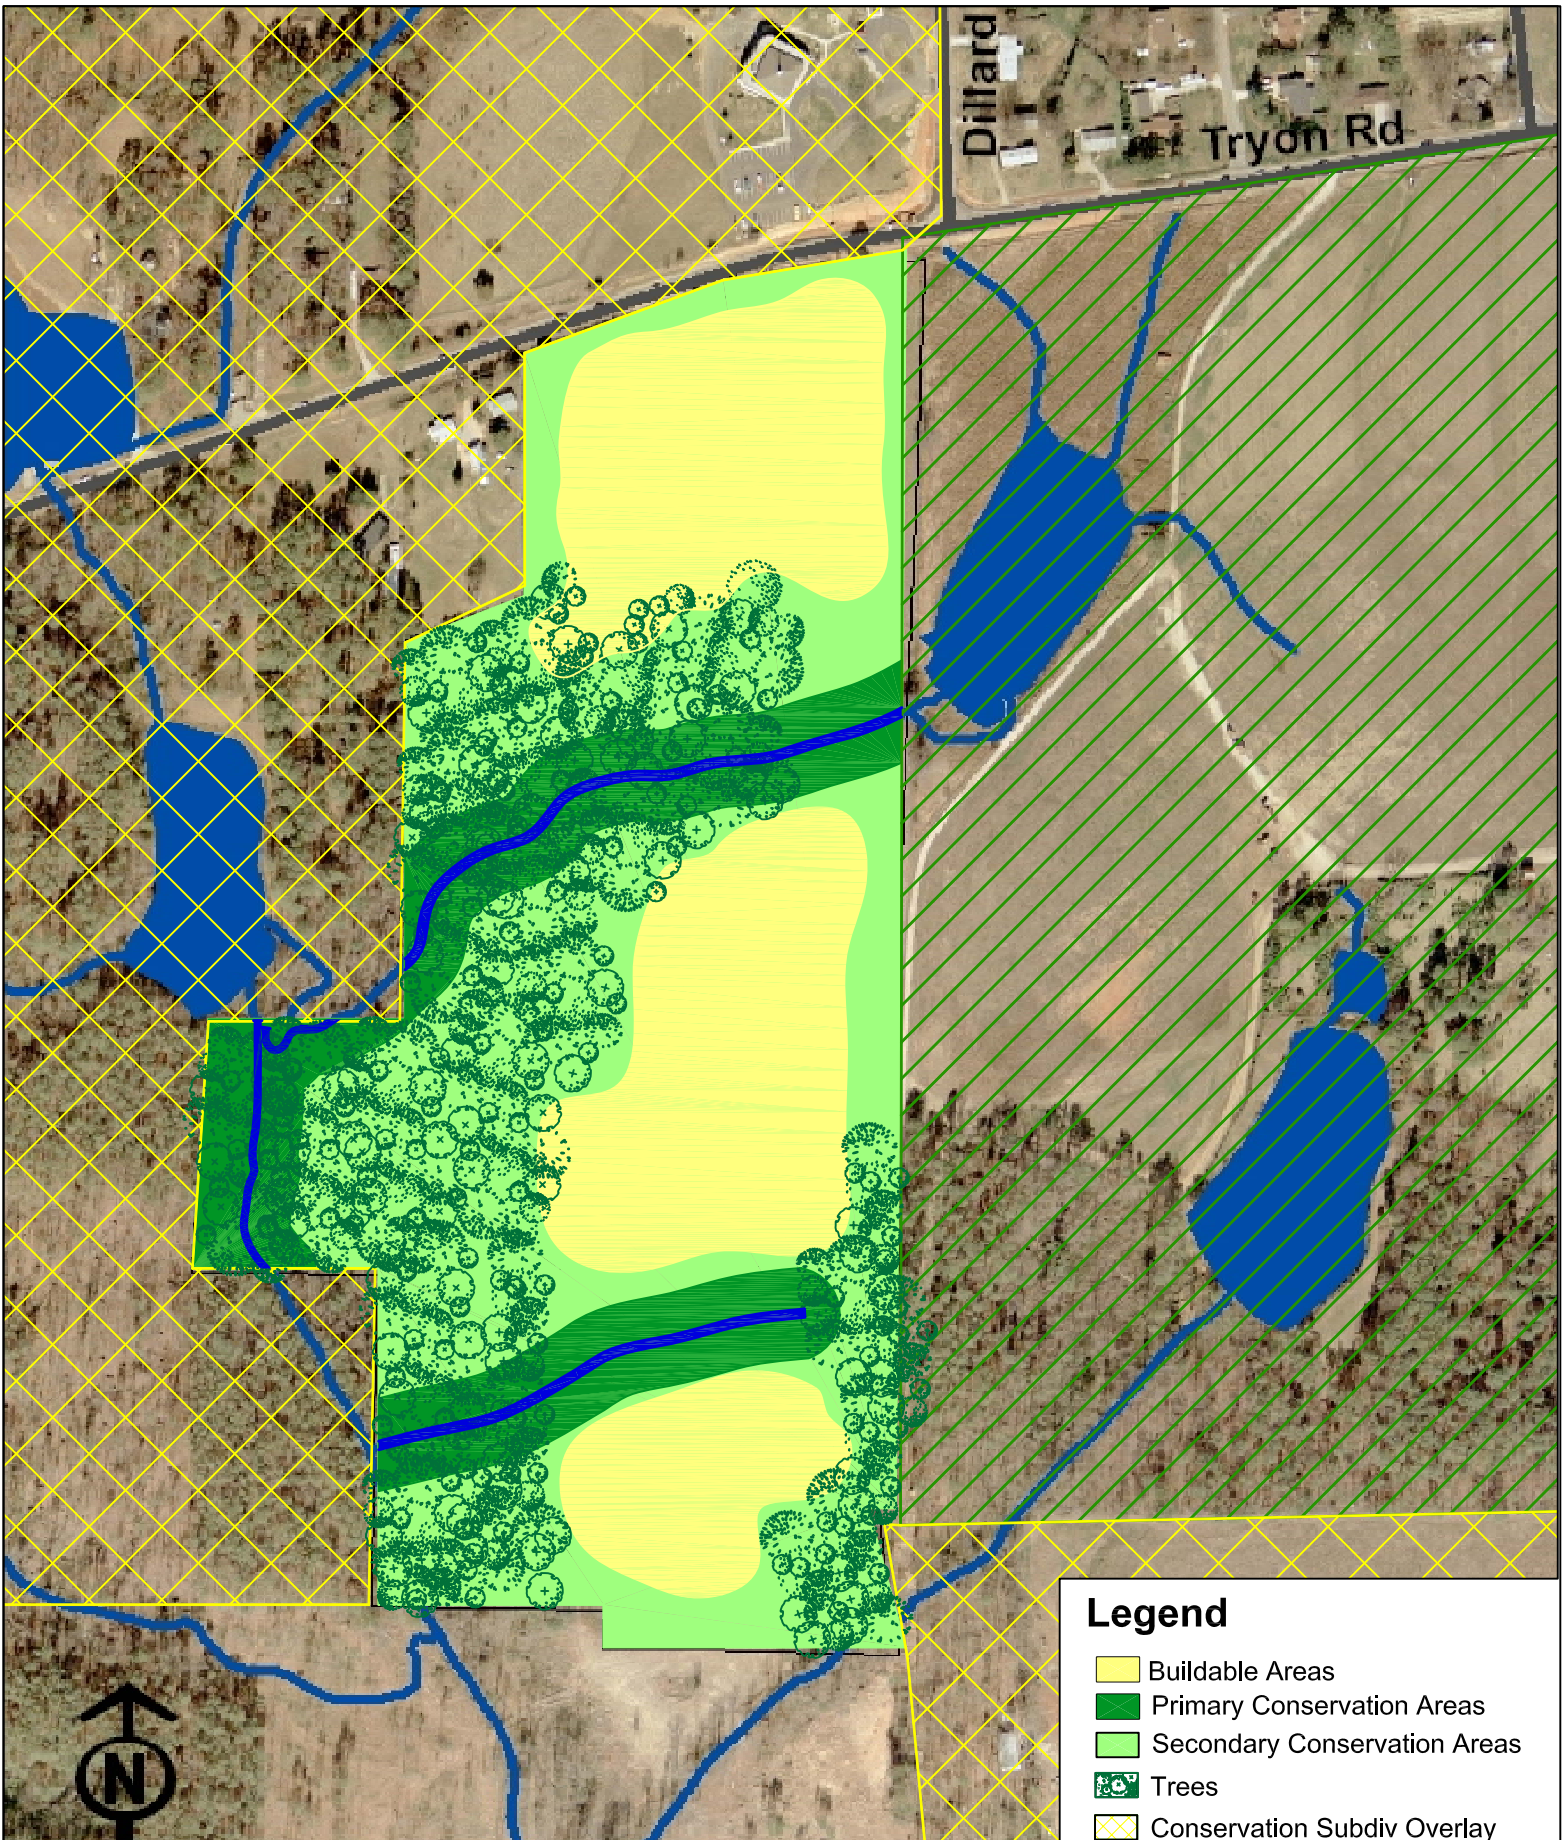 Dillard
Tryon Rd
Legend
Buildable Areas
Primary Conservation Areas
Secondary Conservation Areas
Trees
Conservation Subdiv Overlay
N